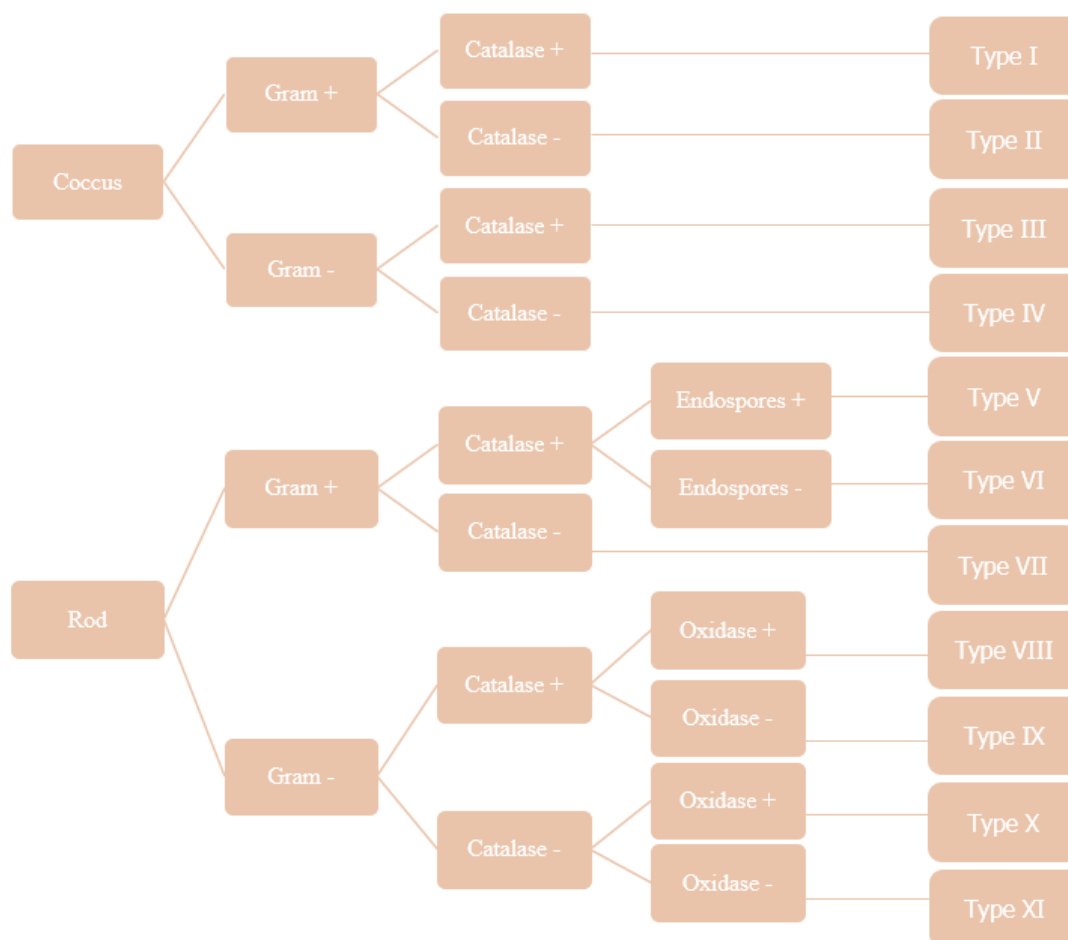 Coccus
Gram +
Catalase +
Type I
Catalase -
Type II
Gram -
Catalase +
Type III
Catalase -
Type IV
Rod
Gram +
Catalase +
Endospores +
Type V
Endospores -
Type VI
Catalase -
Type VII
Gram -
Catalase +
Oxidase +
Type VIII
Oxidase -
Type IX
Catalase -
Oxidase +
Type X
Oxidase -
Type XI